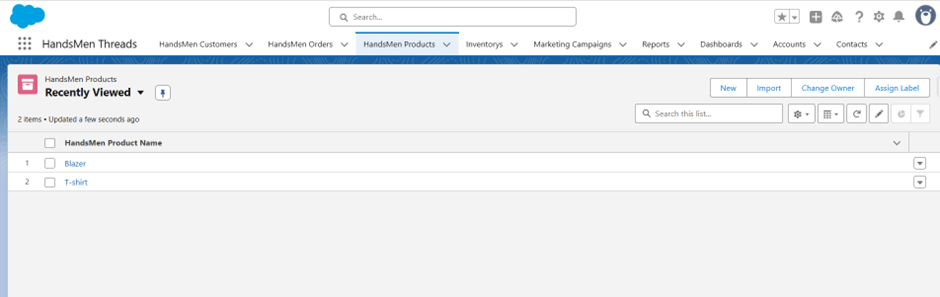 Search...
HandsMen Threads HandsMen Customers HandsMen Orders HandsMen Products Inventorys Marketing Campaigns Reports Dashboards Accounts Contacts
HandsMen Products
Recently Viewed
New Import Change Owner Assign Label
2 items • Updated a few seconds ago
Search this list...
HandsMen Product Name
1 Blazer
2 T-shirt